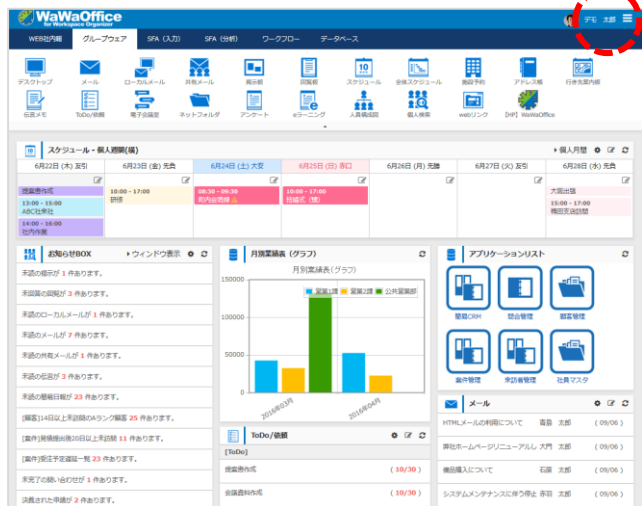 WaWaOffice
for Workspace Organizer
デモ 太郎
WEB社内報 グループウェア SFA（入力） SFA（分析） ワークフロー データベース
デスクトップ メール ローカルメール 共有メール 掲示板 回覧板 スケジュール 全体スケジュール 施設予約 アドレス帳 行き先案内板
伝言メモ ToDo/依頼 電子会議室 ネットフォルダ アンケート eラーニング 人員構成図 個人検索 webリンク 【HP】WaWaOffice
スケジュール - 個人週間(横) 個人月間
6月22日 (木) 友引 6月23日 (金) 先負 6月24日 (土) 大安 6月25日 (日) 赤口 6月26日 (月) 先勝 6月27日 (火) 友引 6月28日 (水) 先負
提案書作成 10:00 - 17:00 08:30 - 09:30 10:00 - 17:00 大阪出張
研修 町内会清掃 結婚式（姪）
13:00 - 15:00 15:00 - 17:00
ABC社来社 梅田支店訪問
14:00 - 16:00
社内作業
お知らせBOX ウィンドウ表示
未読の掲示が 1 件あります。
未回答の回覧が 3 件あります。
未読のローカルメールが 1 件あります。
未読のメールが 7 件あります。
未読の共有メールが 1 件あります。
未読の伝言が 3 件あります。
未読の簡易日報が 23 件あります。
[顧客]14日以上未訪問のAランク顧客 25 件あります。
[案件]見積提出後20日以上未訪問 11 件あります。
[案件]受注予定遅延一覧 23 件あります。
未完了の問い合わせが 1 件あります。
決裁された申請が 2 件あります。
月別業績表（グラフ）
月別業績表(グラフ)
営業1課 営業2課 公共営業部
150000
100000
50000
0
2016年03月 2016年04月
ToDo/依頼
[ToDo]
提案書作成 ( 10/30 )
会議資料作成 ( 10/30 )
アプリケーションリスト
簡易CRM 問合管理 顧客管理
案件管理 来訪者管理 社員マスタ
メール
HTMLメールの利用について 青島 太郎 ( 09/06 )
弊社ホームページリニューアルし 大門 太郎 ( 09/06 )
備品購入について 石原 太郎 ( 09/06 )
システムメンテナンスに伴う停止 赤羽 太郎 ( 09/06 )